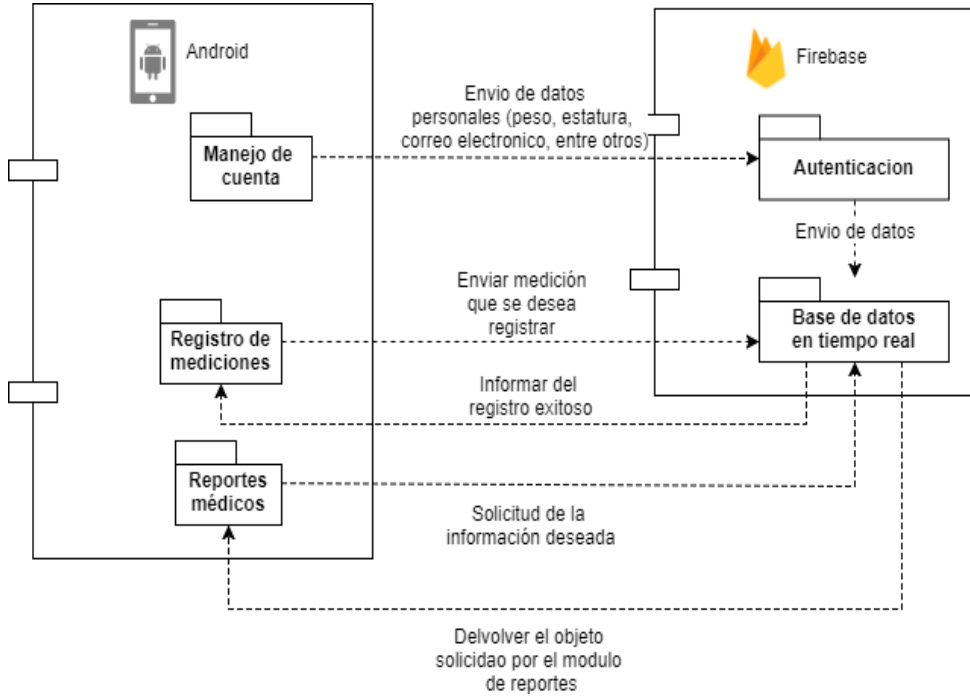 Android
Firebase
Envio de datos
personales (peso, estatura,
correo electronico, entre otros)
Manejo de
cuenta
Autenticacion
Envio de datos
Enviar medición
que se desea
registrar
Registro de
mediciones
Base de datos
en tiempo real
Informar del
registro exitoso
Reportes
médicos
Solicitud de la
información deseada
Delvolver el objeto
solicidao por el modulo
de reportes